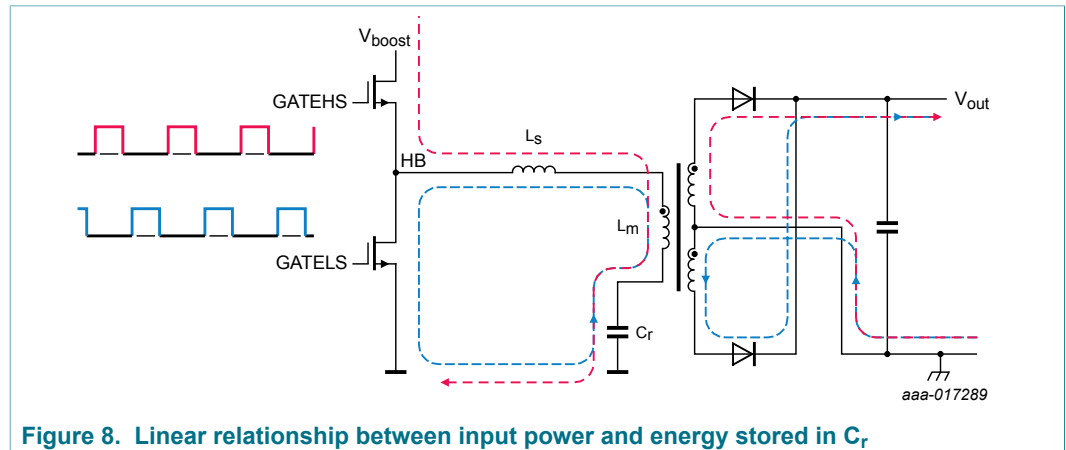 Vboost
GATEHS
Ls
Vout
HB
Lm
GATELS
Cr
aaa-017289
Figure 8. Linear relationship between input power and energy stored in Cr